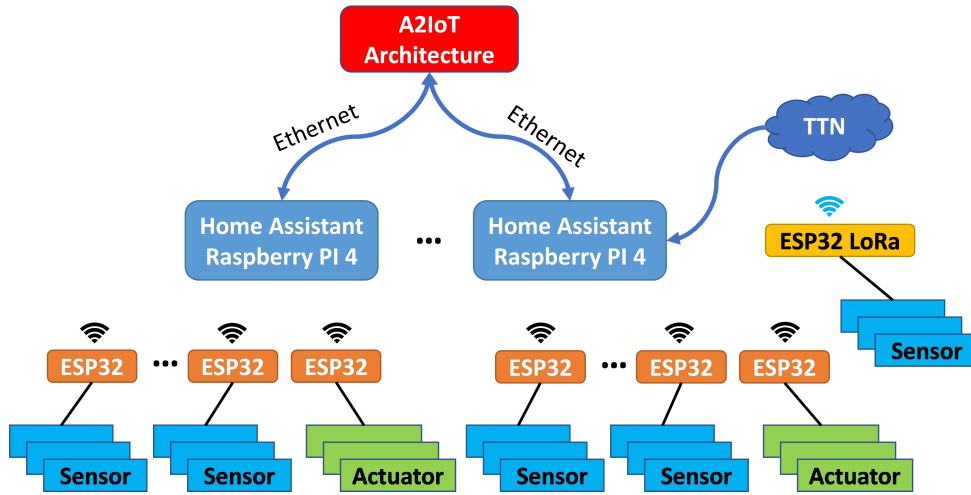 A2IoT
Architecture
Ethernet
Ethernet
TTN
Home Assistant
Raspberry PI 4
...
Home Assistant
Raspberry PI 4
ESP32 LoRa
Sensor
ESP32
...
ESP32
ESP32
ESP32
...
ESP32
ESP32
Sensor
Sensor
Actuator
Sensor
Sensor
Actuator